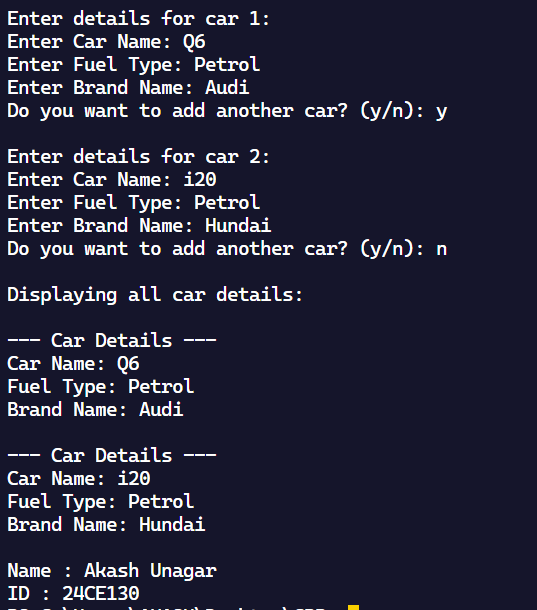 Enter details for car 1:
Enter Car Name: Q6
Enter Fuel Type: Petrol
Enter Brand Name: Audi
Do you want to add another car? (y/n): y
Enter details for car 2:
Enter Car Name: i20
Enter Fuel Type: Petrol
Enter Brand Name: Hundai
Do you want to add another car? (y/n): n
Displaying all car details:
--- Car Details ---
Car Name: Q6
Fuel Type: Petrol
Brand Name: Audi
--- Car Details ---
Car Name: i20
Fuel Type: Petrol
Brand Name: Hundai
Name : Akash Unagar
ID : 24CE130